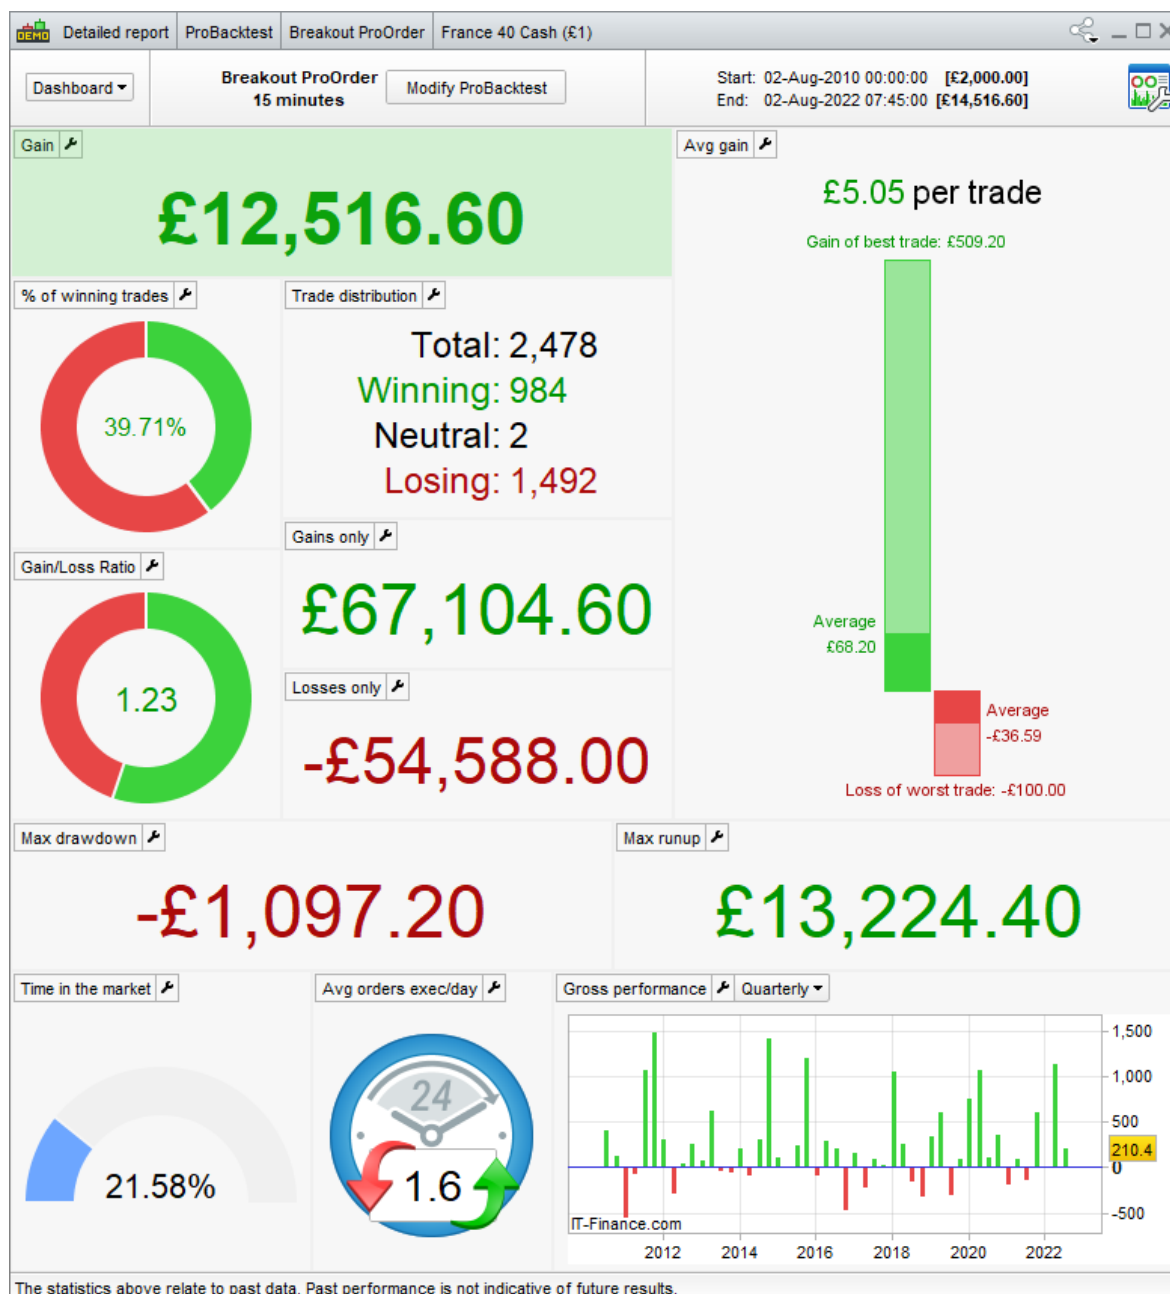 DEMO Detailed report ProBacktest Breakout ProOrder France 40 Cash (£1)
Dashboard
Breakout ProOrder
15 minutes
Modify ProBacktest
Start: 02-Aug-2010 00:00:00 [£2,000.00]
End: 02-Aug-2022 07:45:00 [£14,516.60]
Gain
£12,516.60
Avg gain
£5.05 per trade
Gain of best trade: £509.20
Average
£68.20
Average
-£36.59
Loss of worst trade: -£100.00
% of winning trades
39.71%
Trade distribution
Total: 2,478
Winning: 984
Neutral: 2
Losing: 1,492
Gain/Loss Ratio
1.23
Gains only
£67,104.60
Losses only
-£54,588.00
Max drawdown
-£1,097.20
Max runup
£13,224.40
Time in the market
21.58%
Avg orders exec/day
24
1.6
Gross performance Quarterly
1,500
1,000
500
210.4
0
-500
IT-Finance.com
2012 2014 2016 2018 2020 2022
The statistics above relate to past data. Past performance is not indicative of future results.